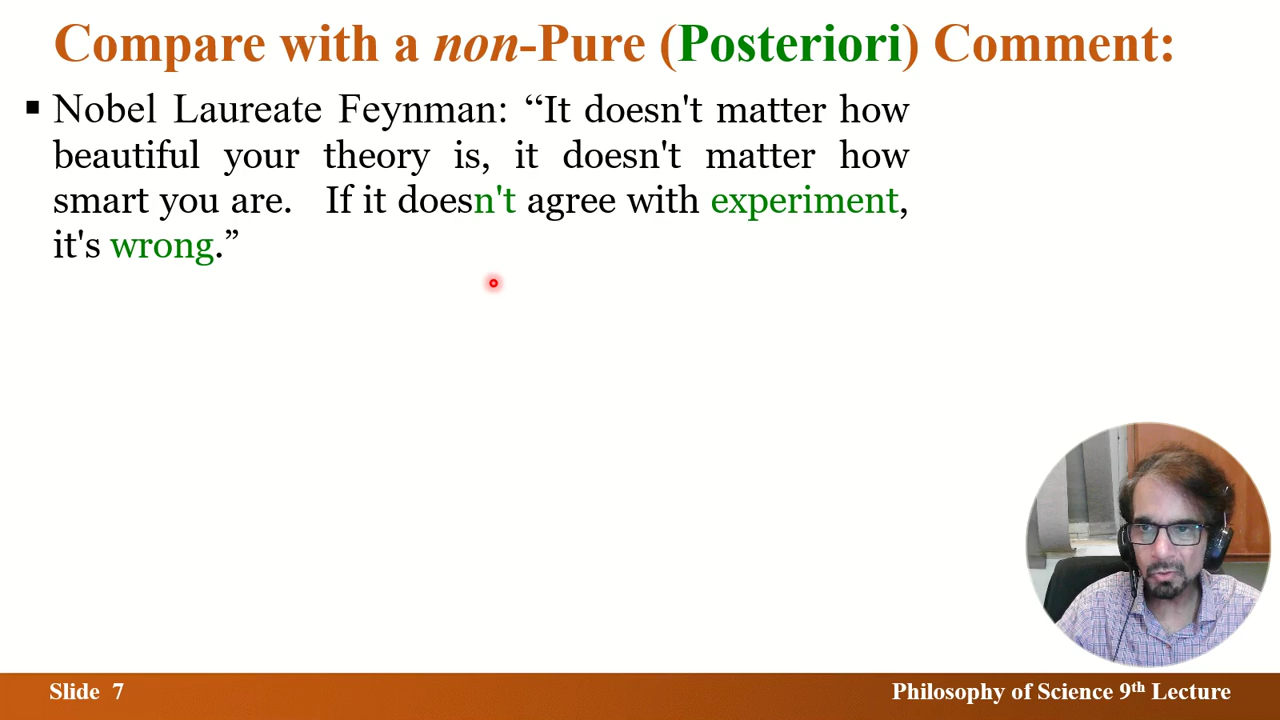 Compare with a non-Pure (Posteriori) Comment:
▪ Nobel Laureate Feynman: “It doesn't matter how
beautiful your theory is, it doesn't matter how
smart you are. If it doesn't agree with experiment,
it's wrong.”
Slide 7
Philosophy of Science 9th Lecture